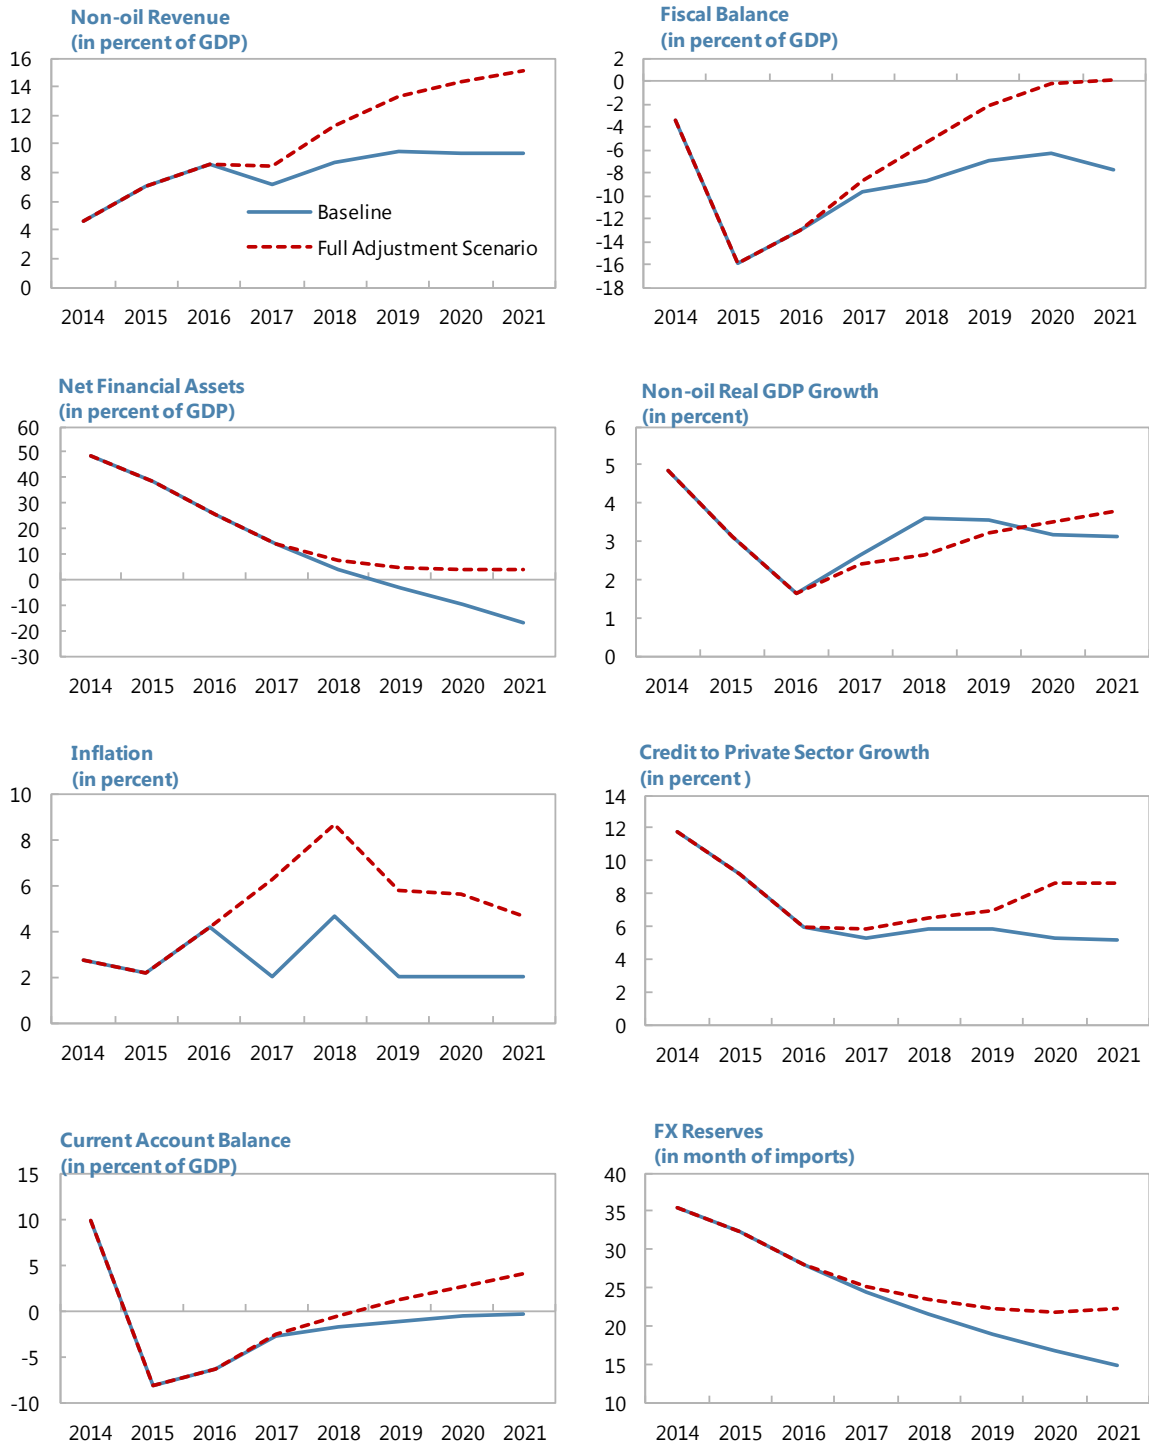 Non-oil Revenue
(in percent of GDP)
16
14
12
10
8
6
4
2
0
Baseline
Full Adjustment Scenario
2014 2015 2016 2017 2018 2019 2020 2021
Fiscal Balance
(in percent of GDP)
2
0
-2
-4
-6
-8
-10
-12
-14
-16
-18
2014 2015 2016 2017 2018 2019 2020 2021
Net Financial Assets
(in percent of GDP)
60
50
40
30
20
10
0
-10
-20
-30
2014 2015 2016 2017 2018 2019 2020 2021
Non-oil Real GDP Growth
(in percent)
6
5
4
3
2
1
0
2014 2015 2016 2017 2018 2019 2020 2021
Inflation
(in percent)
10
8
6
4
2
0
2014 2015 2016 2017 2018 2019 2020 2021
Credit to Private Sector Growth
(in percent )
14
12
10
8
6
4
2
0
2014 2015 2016 2017 2018 2019 2020 2021
Current Account Balance
(in percent of GDP)
15
10
5
0
-5
-10
2014 2015 2016 2017 2018 2019 2020 2021
FX Reserves
(in month of imports)
40
35
30
25
20
15
10
2014 2015 2016 2017 2018 2019 2020 2021